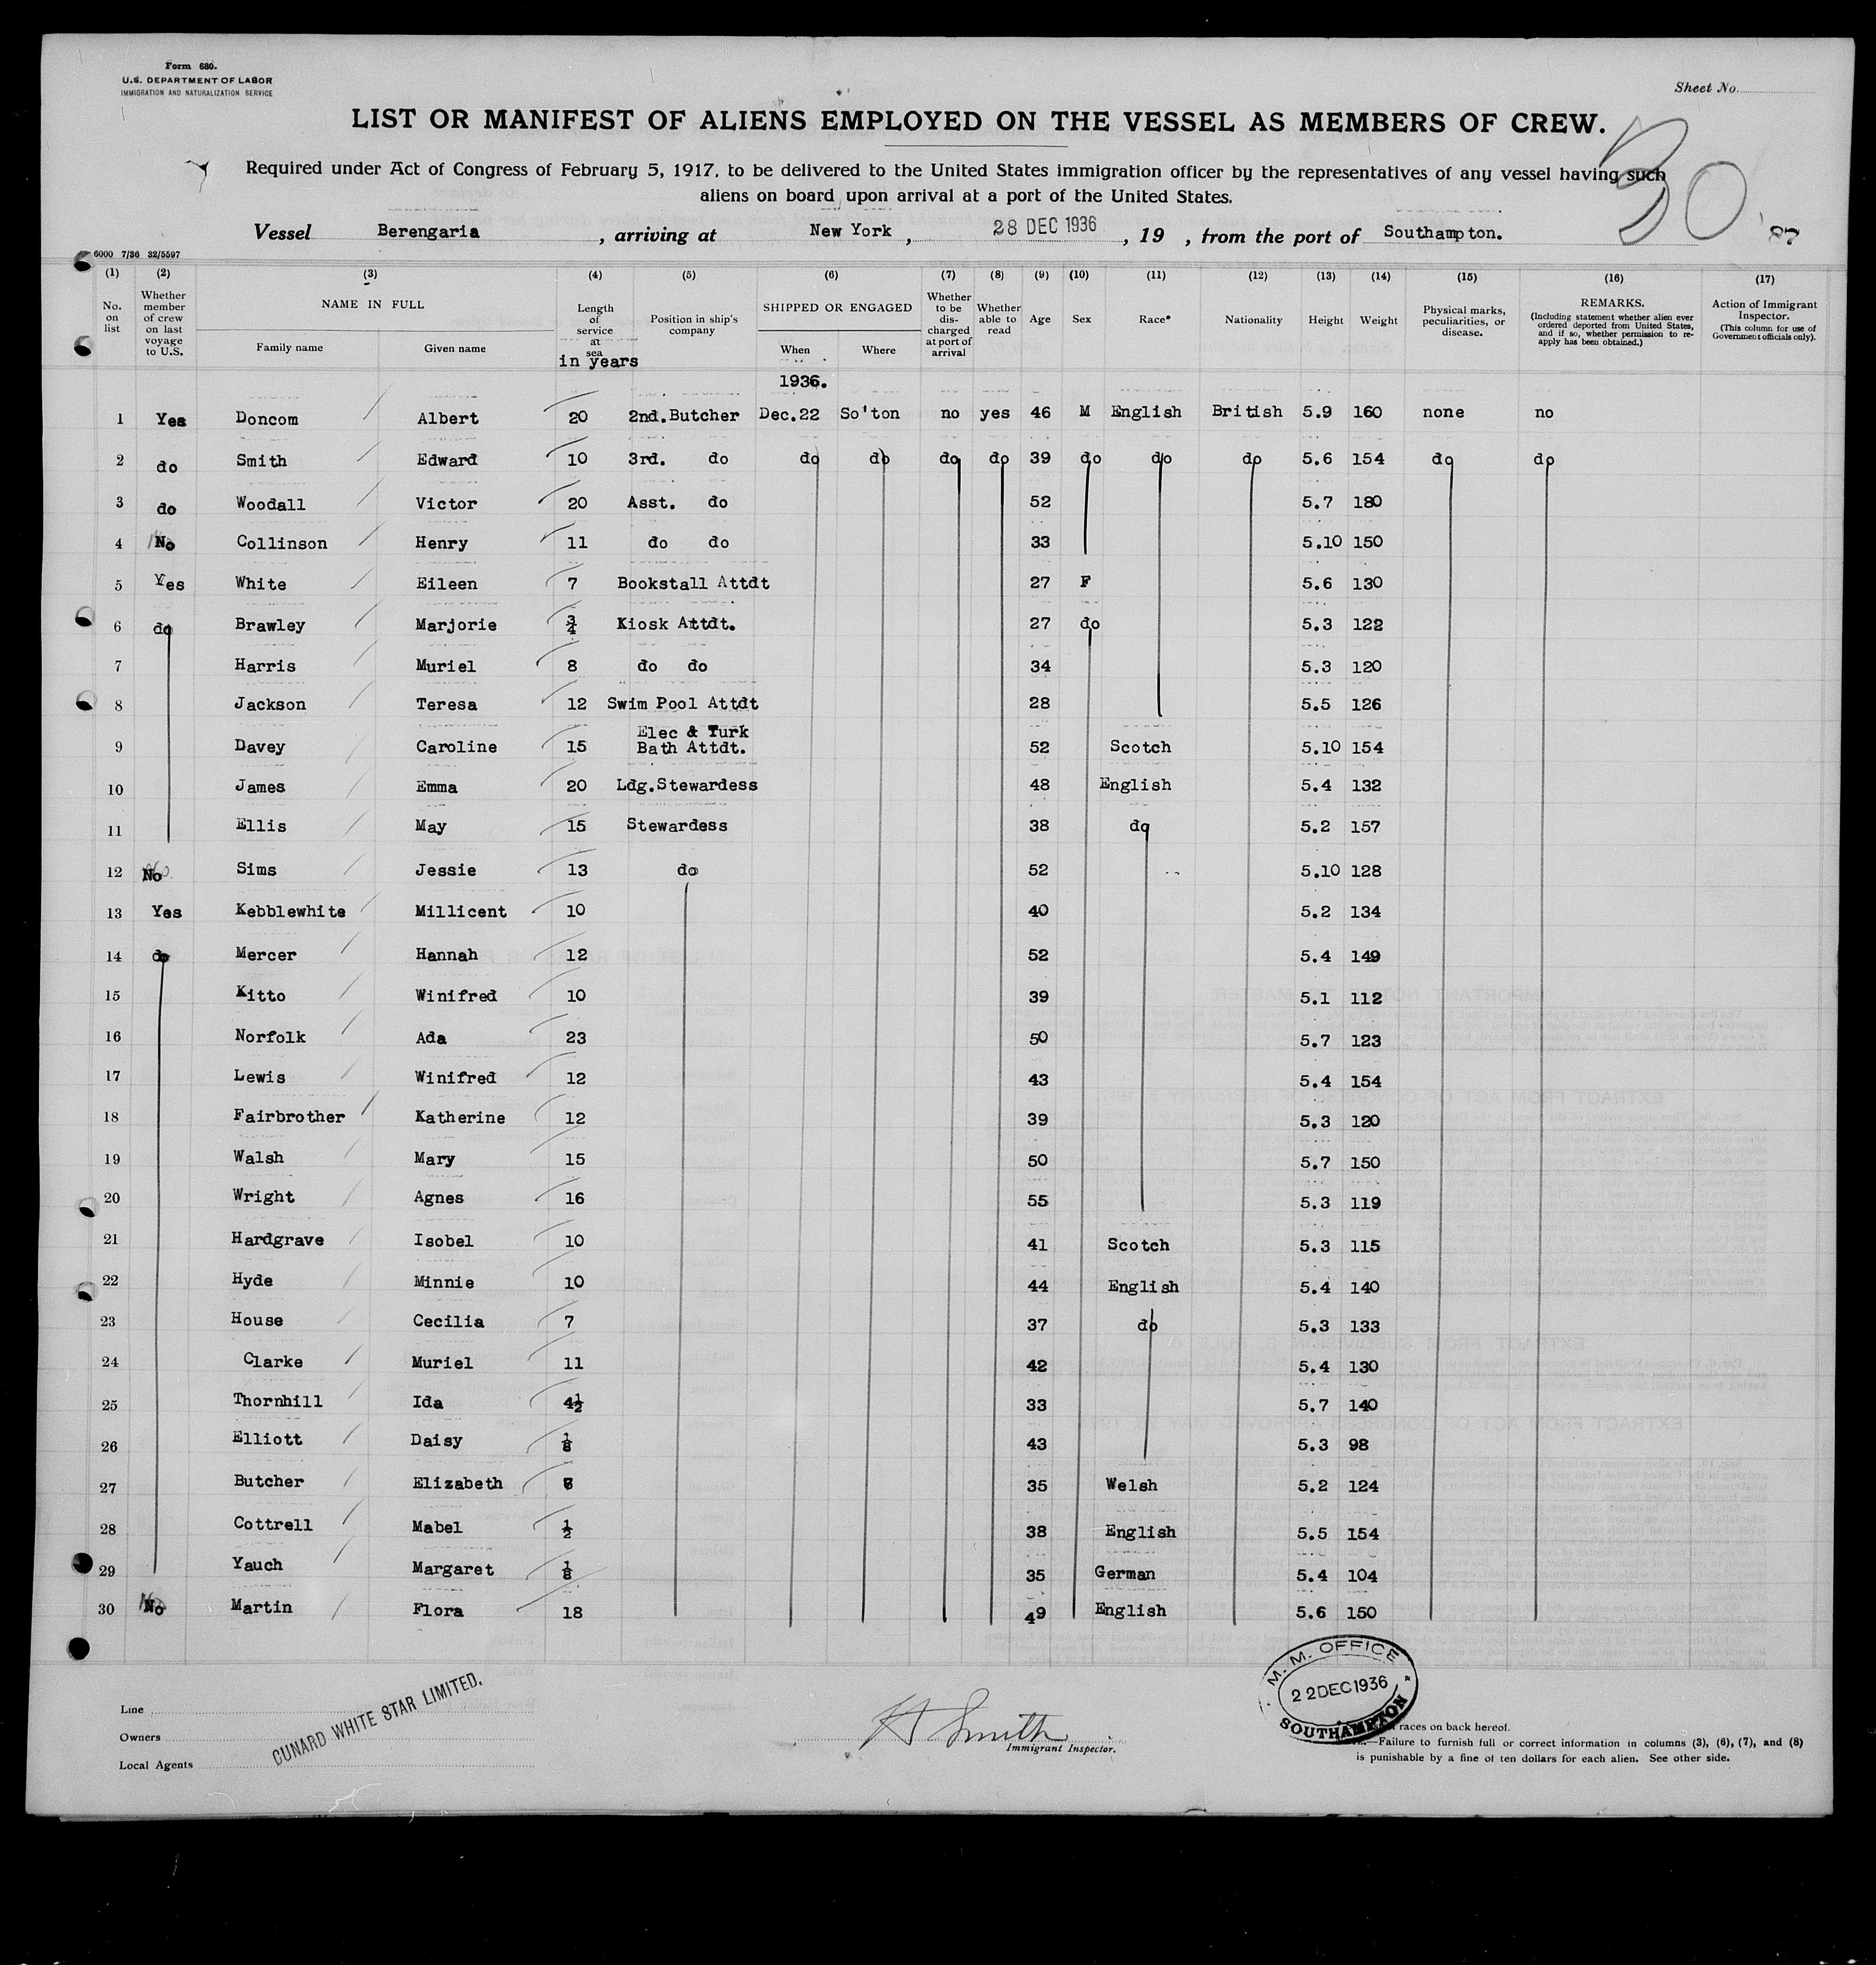 Form 680.
U.S. DEPARTMENT OF LABOR
IMMIGRATION AND NATURALIZATION SERVICE
Sheet No.
LIST OR MANIFEST OF ALIENS EMPLOYED ON THE VESSEL AS MEMBERS OF CREW.
30
Required under Act of Congress of February 5, 1917, to be delivered to the United States immigration officer by the representatives of any vessel having such
aliens on board upon arrival at a port of the United States.
Vessel Berengaria, arriving at New York, 28 DEC 1936, 19 , from the port of Southampton.
6000 7/36 32/5597
(1) (2) (3) (4) (5) (6) (7) (8) (9) (10) (11) (12) (13) (14) (15) (16) (17)
No. on list Whether member of crew on last voyage to U.S. NAME IN FULL Family name Given name Length of service at sea in years Position in ship's company SHIPPED OR ENGAGED When Where Whether to be discharged at port of arrival Whether able to read Age Sex Race* Nationality Height Weight Physical marks, peculiarities, or disease. REMARKS. (Including statement whether alien ever ordered deported from United States, and if so, whether permission to reapply has been obtained.) Action of Immigrant Inspector. (This column for use of Government officials only).
1936.
1 Yes Doncom Albert 20 2nd.Butcher Dec.22 So'ton no yes 46 M English British 5.9 160 none no
2 do Smith Edward 10 3rd. do do do do do 39 do do do 5.6 154 do do
3 do Woodall Victor 20 Asst. do 52 5.7 180
4 No Collinson Henry 11 do do 33 5.10 150
5 Yes White Eileen 7 Bookstall Attdt 27 F 5.6 130
6 do Brawley Marjorie 3/4 Kiosk Attdt. 27 do 5.3 122
7 Harris Muriel 8 do do 34 5.3 120
8 Jackson Teresa 12 Swim Pool Attdt 28 5.5 126
9 Davey Caroline 15 Elec & Turk Bath Attdt. 52 Scotch 5.10 154
10 James Emma 20 Ldg.Stewardess 48 English 5.4 132
11 Ellis May 15 Stewardess 38 do 5.2 157
12 No Sims Jessie 13 do 52 5.10 128
13 Yes Kebblewhite Millicent 10 40 5.2 134
14 do Mercer Hannah 12 52 5.4 149
15 Kitto Winifred 10 39 5.1 112
16 Norfolk Ada 23 50 5.7 123
17 Lewis Winifred 12 43 5.4 154
18 Fairbrother Katherine 12 39 5.3 120
19 Walsh Mary 15 50 5.7 150
20 Wright Agnes 16 55 5.3 119
21 Hardgrave Isobel 10 41 Scotch 5.3 115
22 Hyde Minnie 10 44 English 5.4 140
23 House Cecilia 7 37 do 5.3 133
24 Clarke Muriel 11 42 5.4 130
25 Thornhill Ida 4½ 33 5.7 140
26 Elliott Daisy 1/8 43 5.3 98
27 Butcher Elizabeth 35 Welsh 5.2 124
28 Cottrell Mabel ½ 38 English 5.5 154
29 Yauch Margaret 1/8 35 German 5.4 104
30 No Martin Flora 18 49 English 5.6 150
Line
Owners
Local Agents
CUNARD WHITE STAR LIMITED.
H Smith
Immigrant Inspector.
M. M. OFFICE
22 DEC 1936
SOUTHAMPTON
races on back hereof.
—Failure to furnish full or correct information in columns (3), (6), (7), and (8)
is punishable by a fine of ten dollars for each alien. See other side.